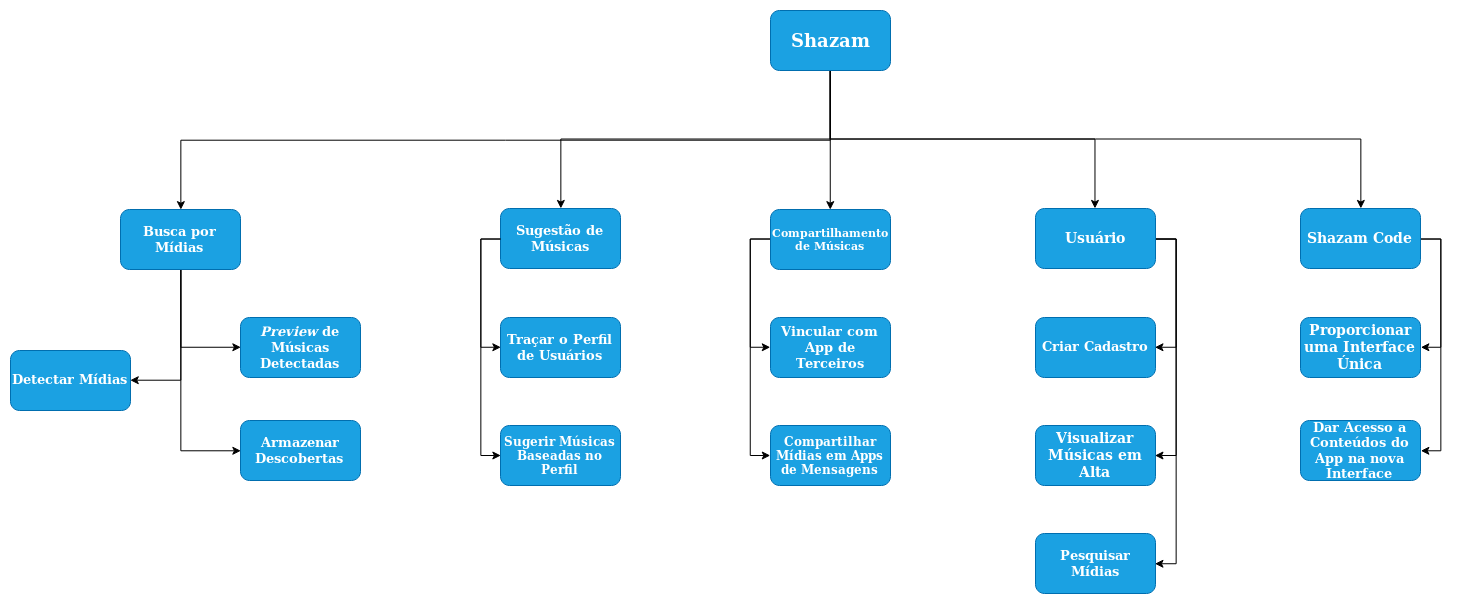 Shazam
Busca por
Mídias
Sugestão de
Músicas
Compartilhamento
de Músicas
Usuário
Shazam Code
Detectar Mídias
Preview de
Músicas
Detectadas
Armazenar
Descobertas
Traçar o Perfil
de Usuários
Sugerir Músicas
Baseadas no
Perfil
Vincular com
App de
Terceiros
Compartilhar
Mídias em Apps
de Mensagens
Criar Cadastro
Visualizar
Músicas em
Alta
Pesquisar
Mídias
Proporcionar
uma Interface
Única
Dar Acesso a
Conteúdos do
App na nova
Interface